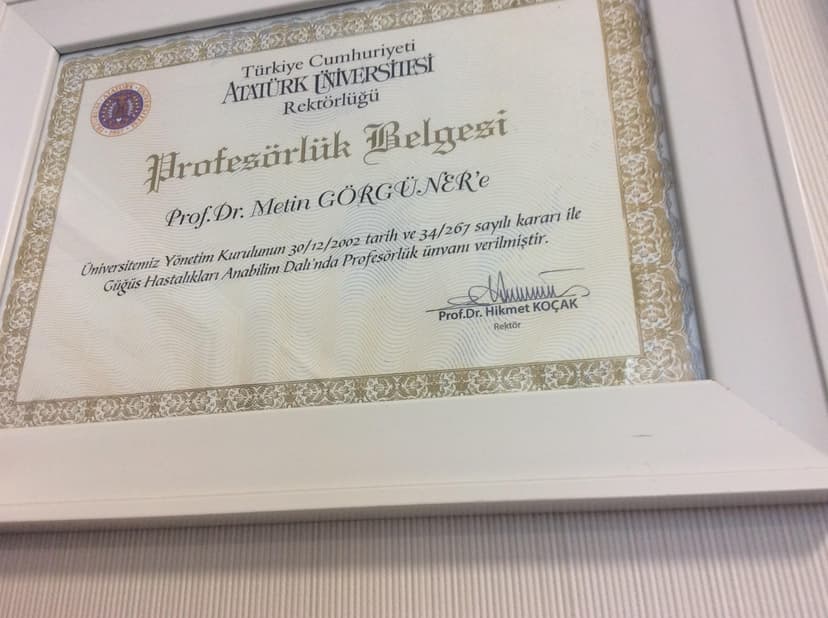 Türkiye Cumhuriyeti
ATATÜRK ÜNİVERSİTESİ
Rektörlüğü
Profesörlük Belgesi
Prof.Dr. Metin GÖRGÜNER'e
Üniversitemiz Yönetim Kurulunun 30/12/2002 tarih ve 34/267 sayılı kararı ile
Göğüs Hastalıkları Anabilim Dalı'nda Profesörlük ünvanı verilmiştir.
Prof.Dr. Hikmet KOÇAK
Rektör